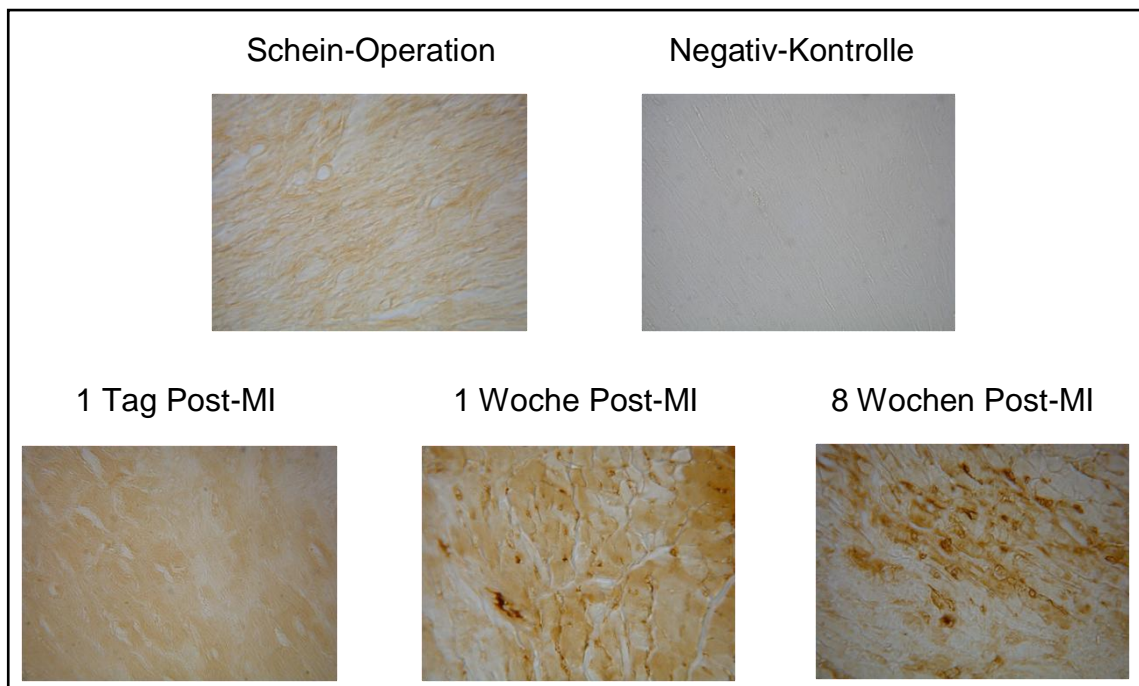 Schein-Operation Negativ-Kontrolle
1 Tag Post-MI 1 Woche Post-MI 8 Wochen Post-MI